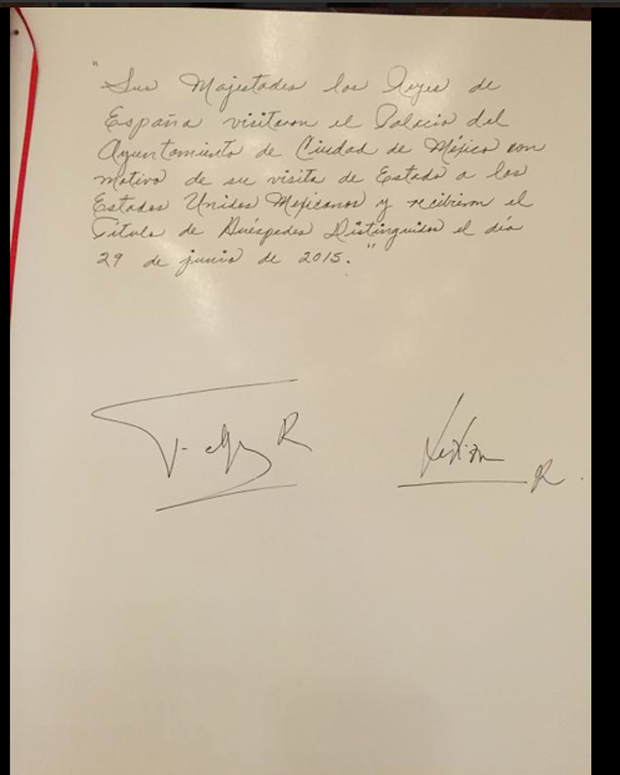 "Sus Majestades los Reyes de
España visitaron el Palacio del
Ayuntamiento de Ciudad de México con
motivo de su visita de Estado a los
Estados Unidos Mexicanos y recibieron el
Título de Huéspedes Distinguidos el día
29 de junio de 2015."
Felipe R Letizia R.